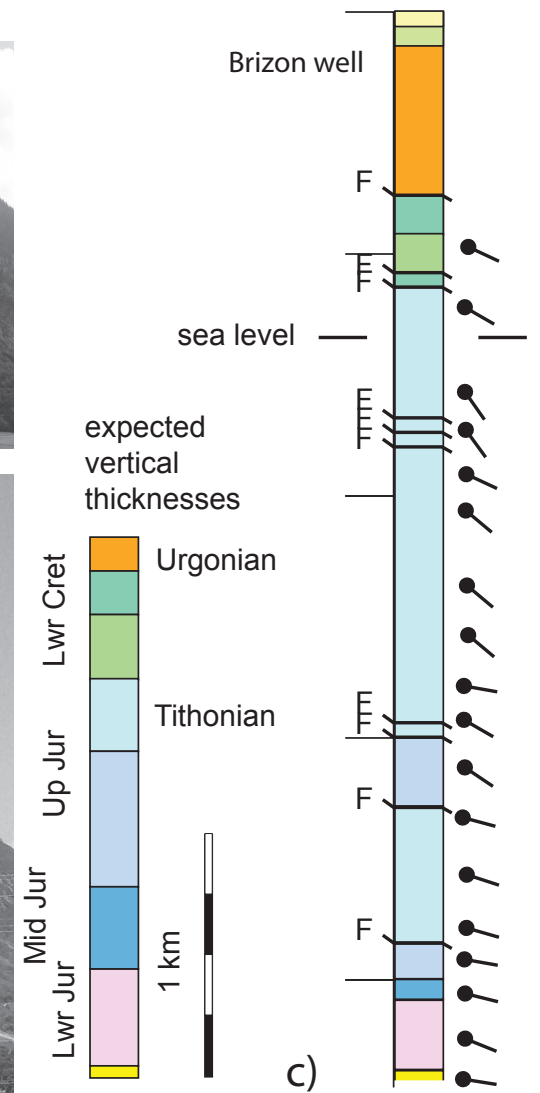 Brizon well
F
F
F
F
sea level
F
F
F
F
expected
vertical
thicknesses
Urgonian
Lwr Cret
Tithonian
Up Jur
F
F
F
Mid Jur
F
Lwr Jur
1 km
c)